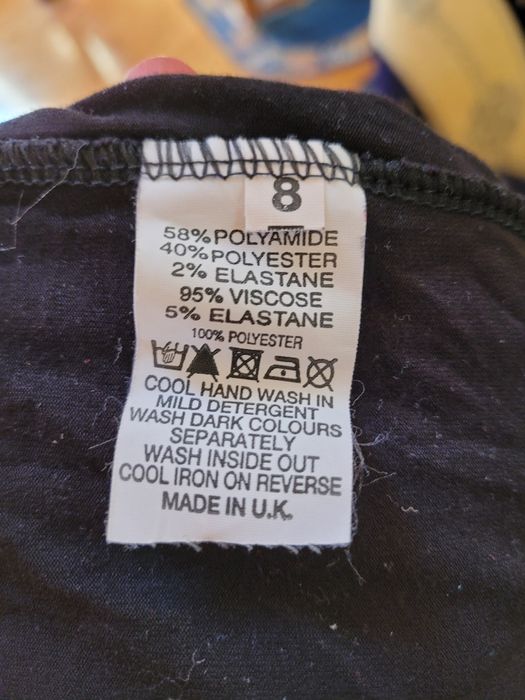 8
58% POLYAMIDE
40% POLYESTER
2% ELASTANE
95% VISCOSE
5% ELASTANE
100% POLYESTER
COOL HAND WASH IN
MILD DETERGENT
WASH DARK COLOURS
SEPARATELY
WASH INSIDE OUT
COOL IRON ON REVERSE
MADE IN U.K.